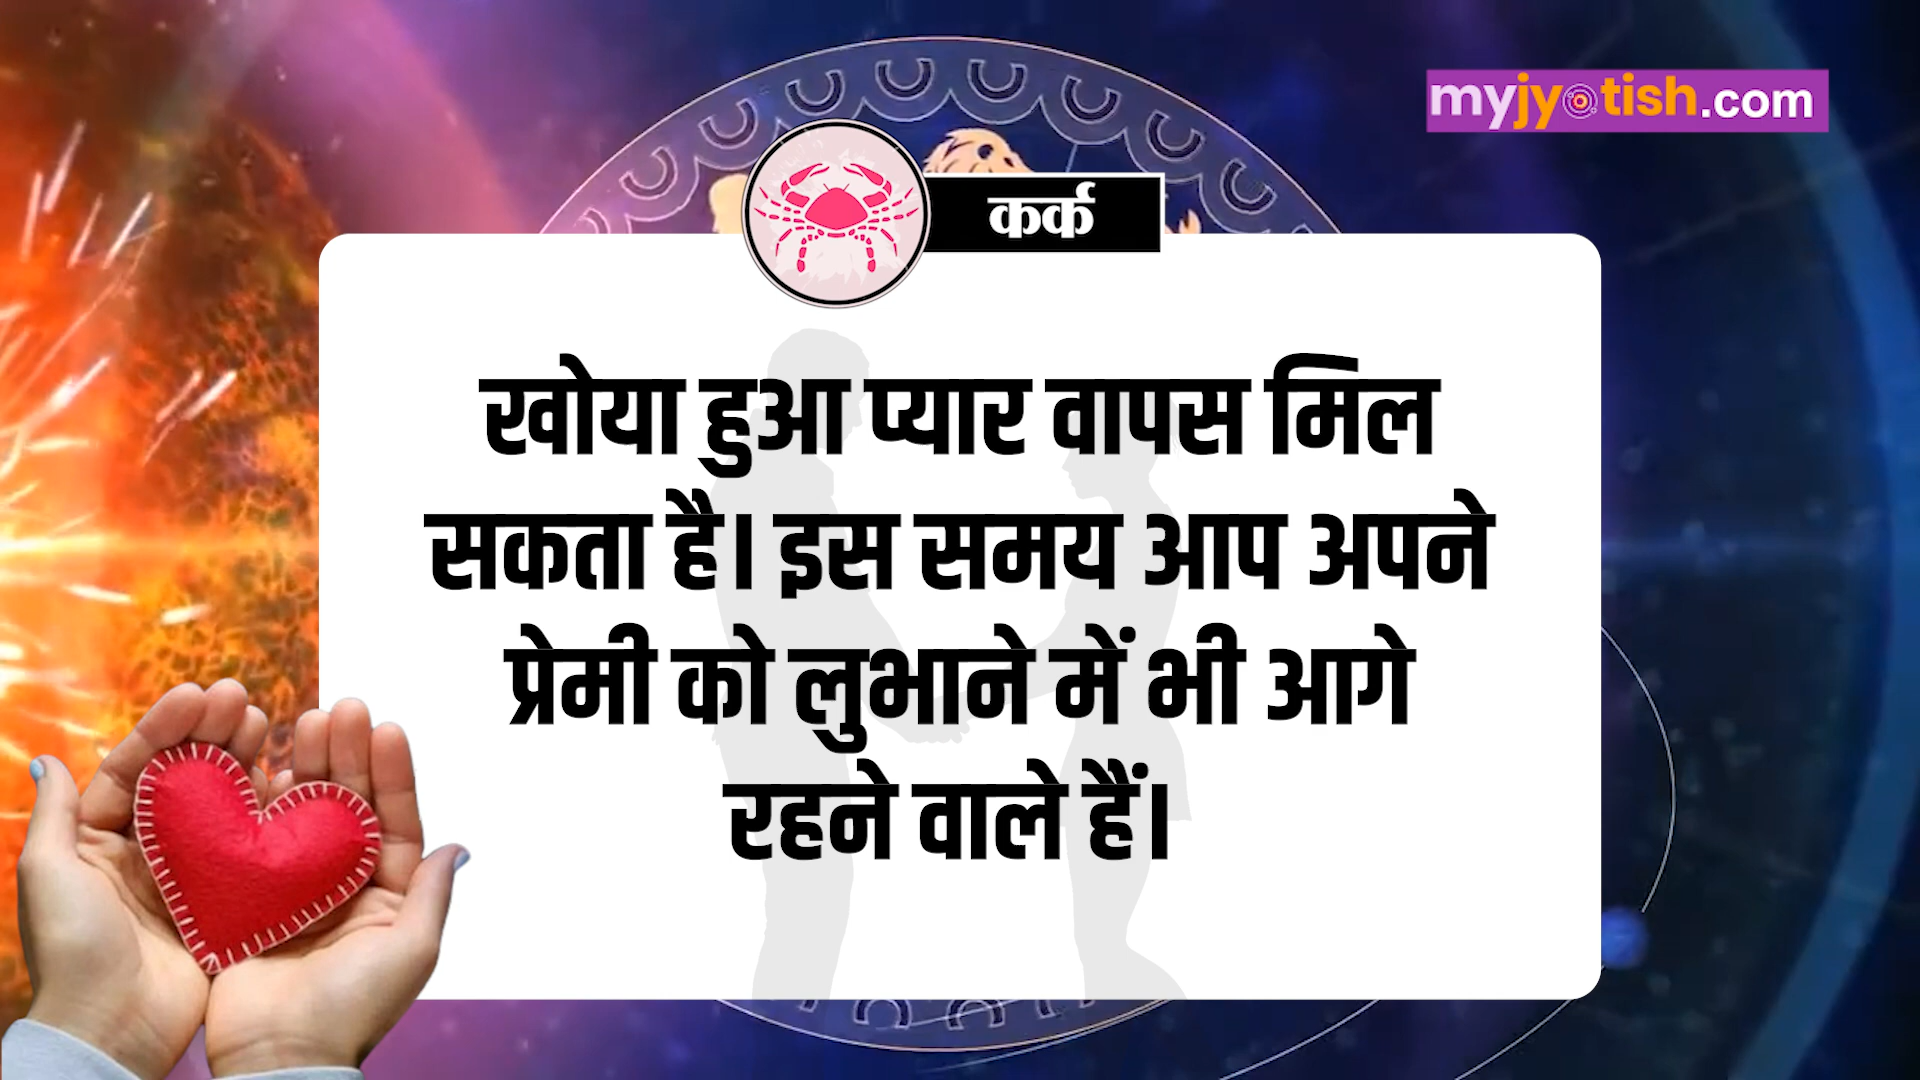 myjyotish.com
कर्क
खोया हुआ प्यार वापस मिल
सकता है। इस समय आप अपने
प्रेमी को लुभाने में भी आगे
रहने वाले हैं।